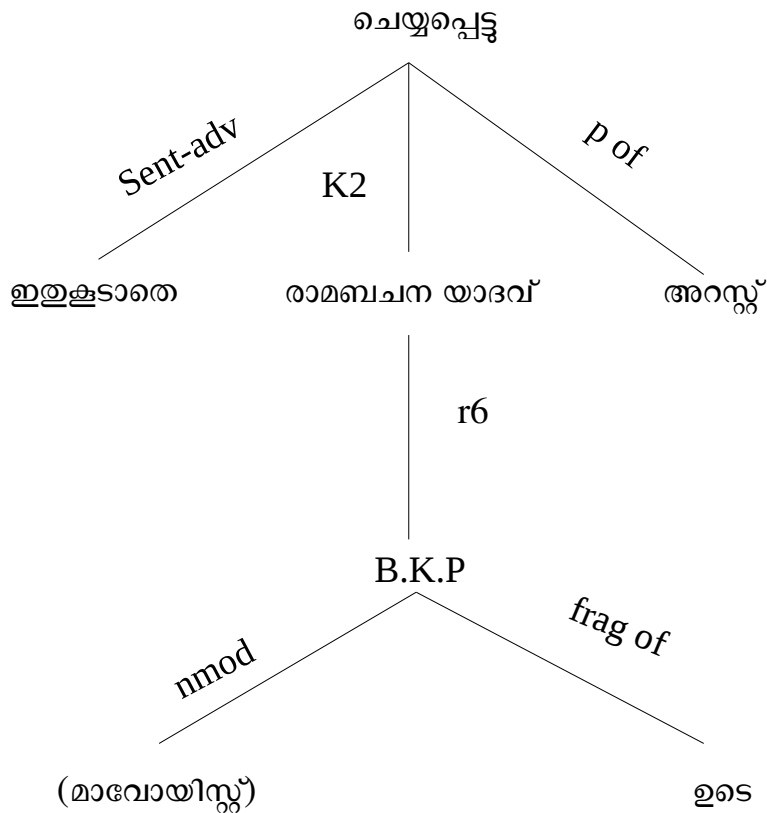 ചെയ്യപ്പെട്ടു
Sent-adv
K2
p of
ഇതുകൂടാതെ
രാമബചന യാദവ്
അറസ്റ്റ്
r6
B.K.P
nmod
frag of
(മാവോയിസ്റ്റ്)
ഉടെ